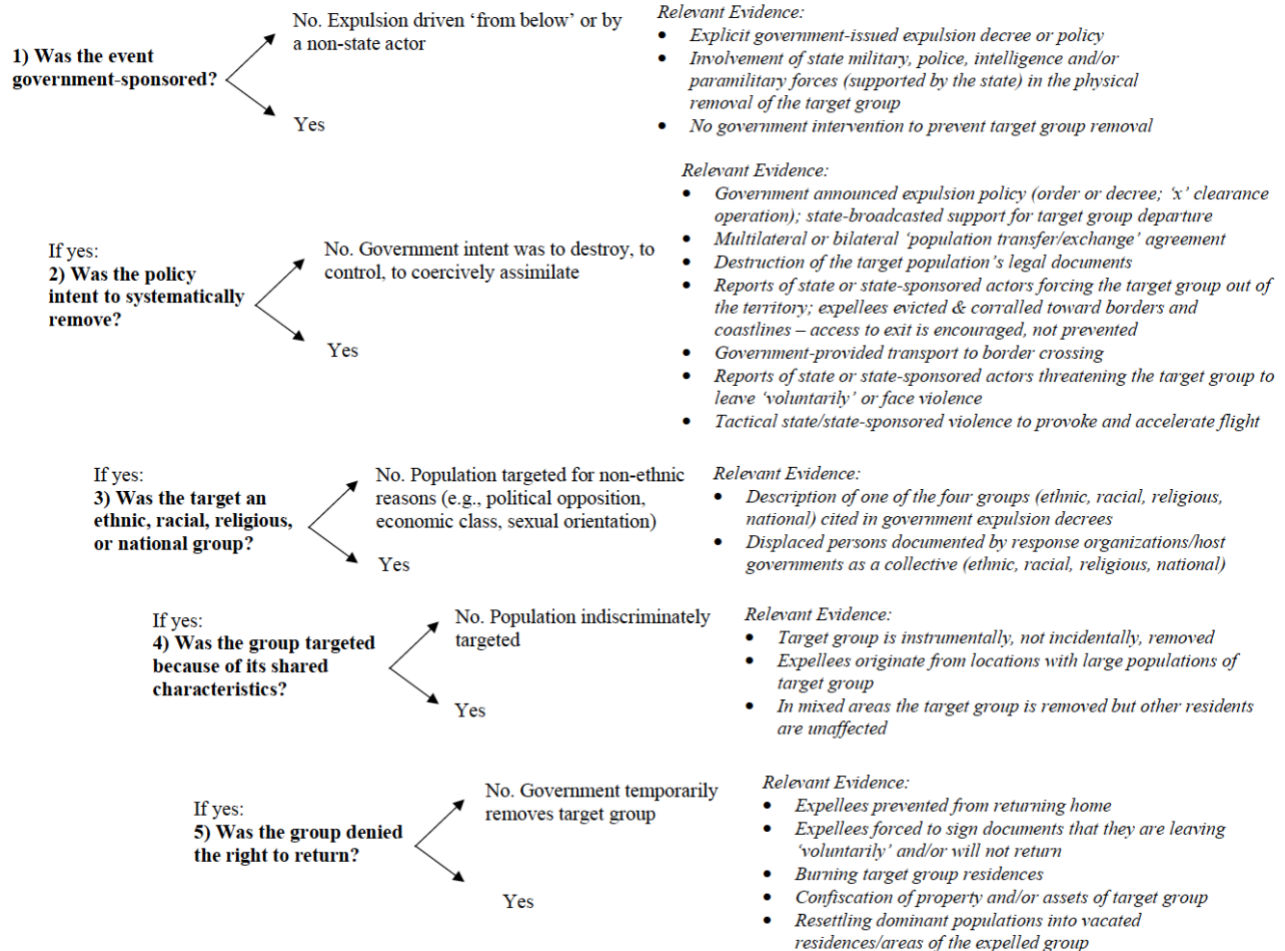 1) Was the event
government-sponsored?
No. Expulsion driven ‘from below’ or by
a non-state actor
Yes
Relevant Evidence:
• Explicit government-issued expulsion decree or policy
• Involvement of state military, police, intelligence and/or
paramilitary forces (supported by the state) in the physical
removal of the target group
• No government intervention to prevent target group removal
If yes:
2) Was the policy
intent to systematically
remove?
No. Government intent was to destroy, to
control, to coercively assimilate
Yes
Relevant Evidence:
• Government announced expulsion policy (order or decree; ‘x’ clearance
operation); state-broadcasted support for target group departure
• Multilateral or bilateral ‘population transfer/exchange’ agreement
• Destruction of the target population’s legal documents
• Reports of state or state-sponsored actors forcing the target group out of
the territory; expellees evicted & corralled toward borders and
coastlines – access to exit is encouraged, not prevented
• Government-provided transport to border crossing
• Reports of state or state-sponsored actors threatening the target group to
leave ‘voluntarily’ or face violence
• Tactical state/state-sponsored violence to provoke and accelerate flight
If yes:
3) Was the target an
ethnic, racial, religious,
or national group?
No. Population targeted for non-ethnic
reasons (e.g., political opposition,
economic class, sexual orientation)
Yes
Relevant Evidence:
• Description of one of the four groups (ethnic, racial, religious,
national) cited in government expulsion decrees
• Displaced persons documented by response organizations/host
governments as a collective (ethnic, racial, religious, national)
If yes:
4) Was the group targeted
because of its shared
characteristics?
No. Population indiscriminately
targeted
Yes
Relevant Evidence:
• Target group is instrumentally, not incidentally, removed
• Expellees originate from locations with large populations of
target group
• In mixed areas the target group is removed but other residents
are unaffected
If yes:
5) Was the group denied
the right to return?
No. Government temporarily
removes target group
Yes
Relevant Evidence:
• Expellees prevented from returning home
• Expellees forced to sign documents that they are leaving
‘voluntarily’ and/or will not return
• Burning target group residences
• Confiscation of property and/or assets of target group
• Resettling dominant populations into vacated
residences/areas of the expelled group